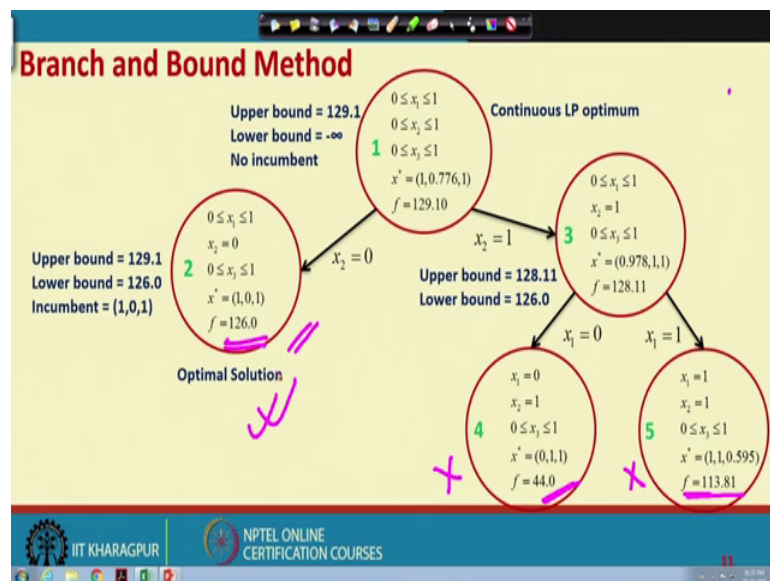 Branch and Bound Method
Upper bound = 129.1
Lower bound = -∞
No incumbent
1
0 ≤ x₁ ≤ 1
0 ≤ x₂ ≤ 1
0 ≤ x₃ ≤ 1
x* = (1, 0.776, 1)
f = 129.10
Continuous LP optimum
x₂ = 0
x₂ = 1
Upper bound = 129.1
Lower bound = 126.0
Incumbent = (1,0,1)
2
0 ≤ x₁ ≤ 1
x₂ = 0
0 ≤ x₃ ≤ 1
x* = (1, 0, 1)
f = 126.0
Optimal Solution
Upper bound = 128.11
Lower bound = 126.0
3
0 ≤ x₁ ≤ 1
x₂ = 1
0 ≤ x₃ ≤ 1
x* = (0.978, 1, 1)
f = 128.11
x₁ = 0
x₁ = 1
4
x₁ = 0
x₂ = 1
0 ≤ x₃ ≤ 1
x* = (0, 1, 1)
f = 44.0
5
x₁ = 1
x₂ = 1
0 ≤ x₃ ≤ 1
x* = (1, 1, 0.595)
f = 113.81
IIT KHARAGPUR
NPTEL ONLINE
CERTIFICATION COURSES
11